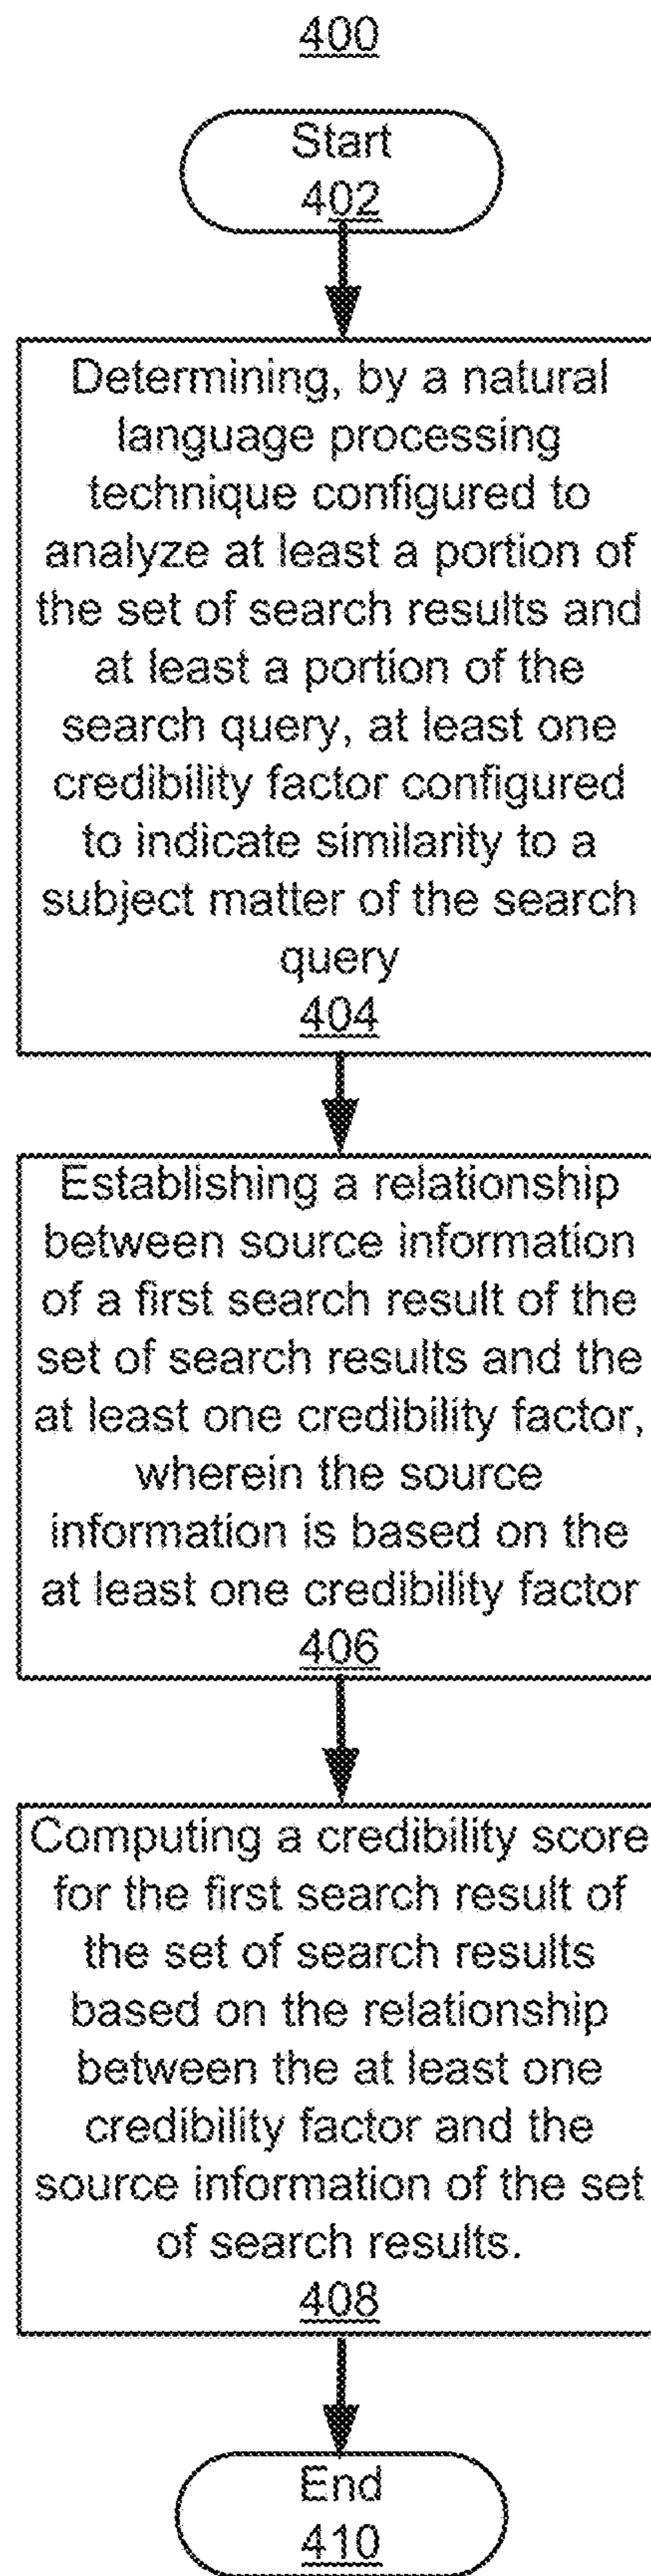 400
Start
402
Determining, by a natural
language processing
technique configured to
analyze at least a portion of
the set of search results and
at least a portion of the
search query, at least one
credibility factor configured
to indicate similarity to a
subject matter of the search
query
404
Establishing a relationship
between source information
of a first search result of the
set of search results and the
at least one credibility factor,
wherein the source
information is based on the
at least one credibility factor
406
Computing a credibility score
for the first search result of
the set of search results
based on the relationship
between the at least one
credibility factor and the
source information of the set
of search results.
408
End
410